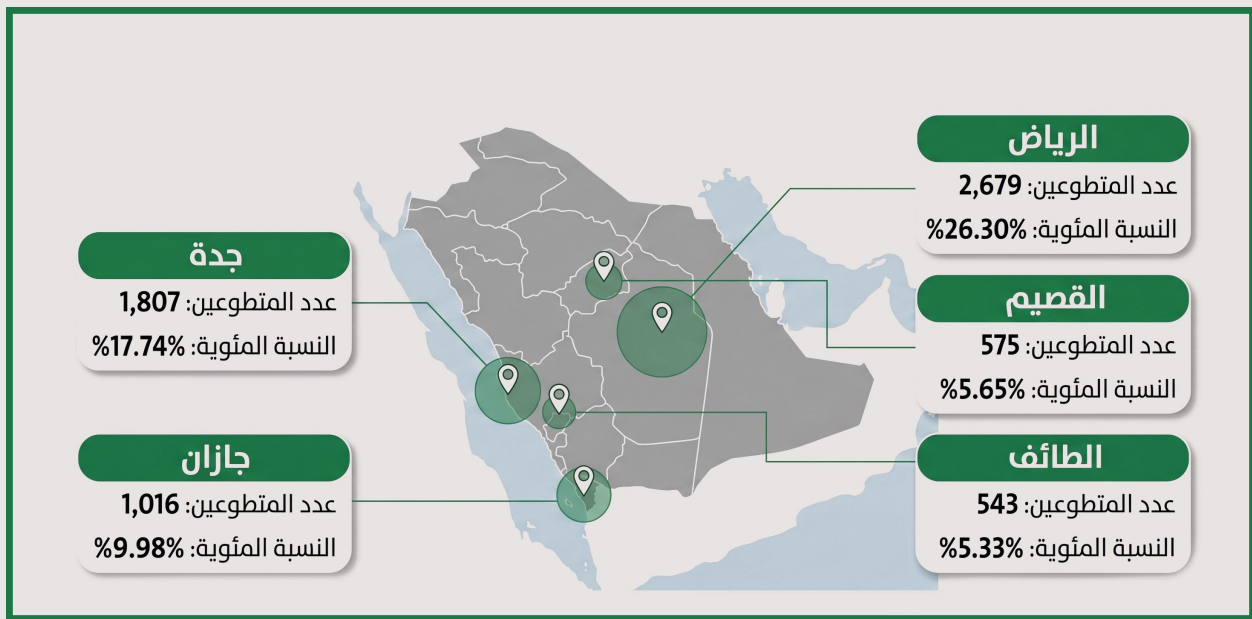 الرياض
عدد المتطوعين: 2,679
النسبة المئوية: 26.30%%
القصيم
عدد المتطوعين: 575
النسبة المئوية: 5.65%%
الطائف
عدد المتطوعين: 543
النسبة المئوية: 5.33%%
جدة
عدد المتطوعين: 1,807
النسبة المئوية: 17.74%%
جازان
عدد المتطوعين: 1,016
النسبة المئوية: 9.98%%